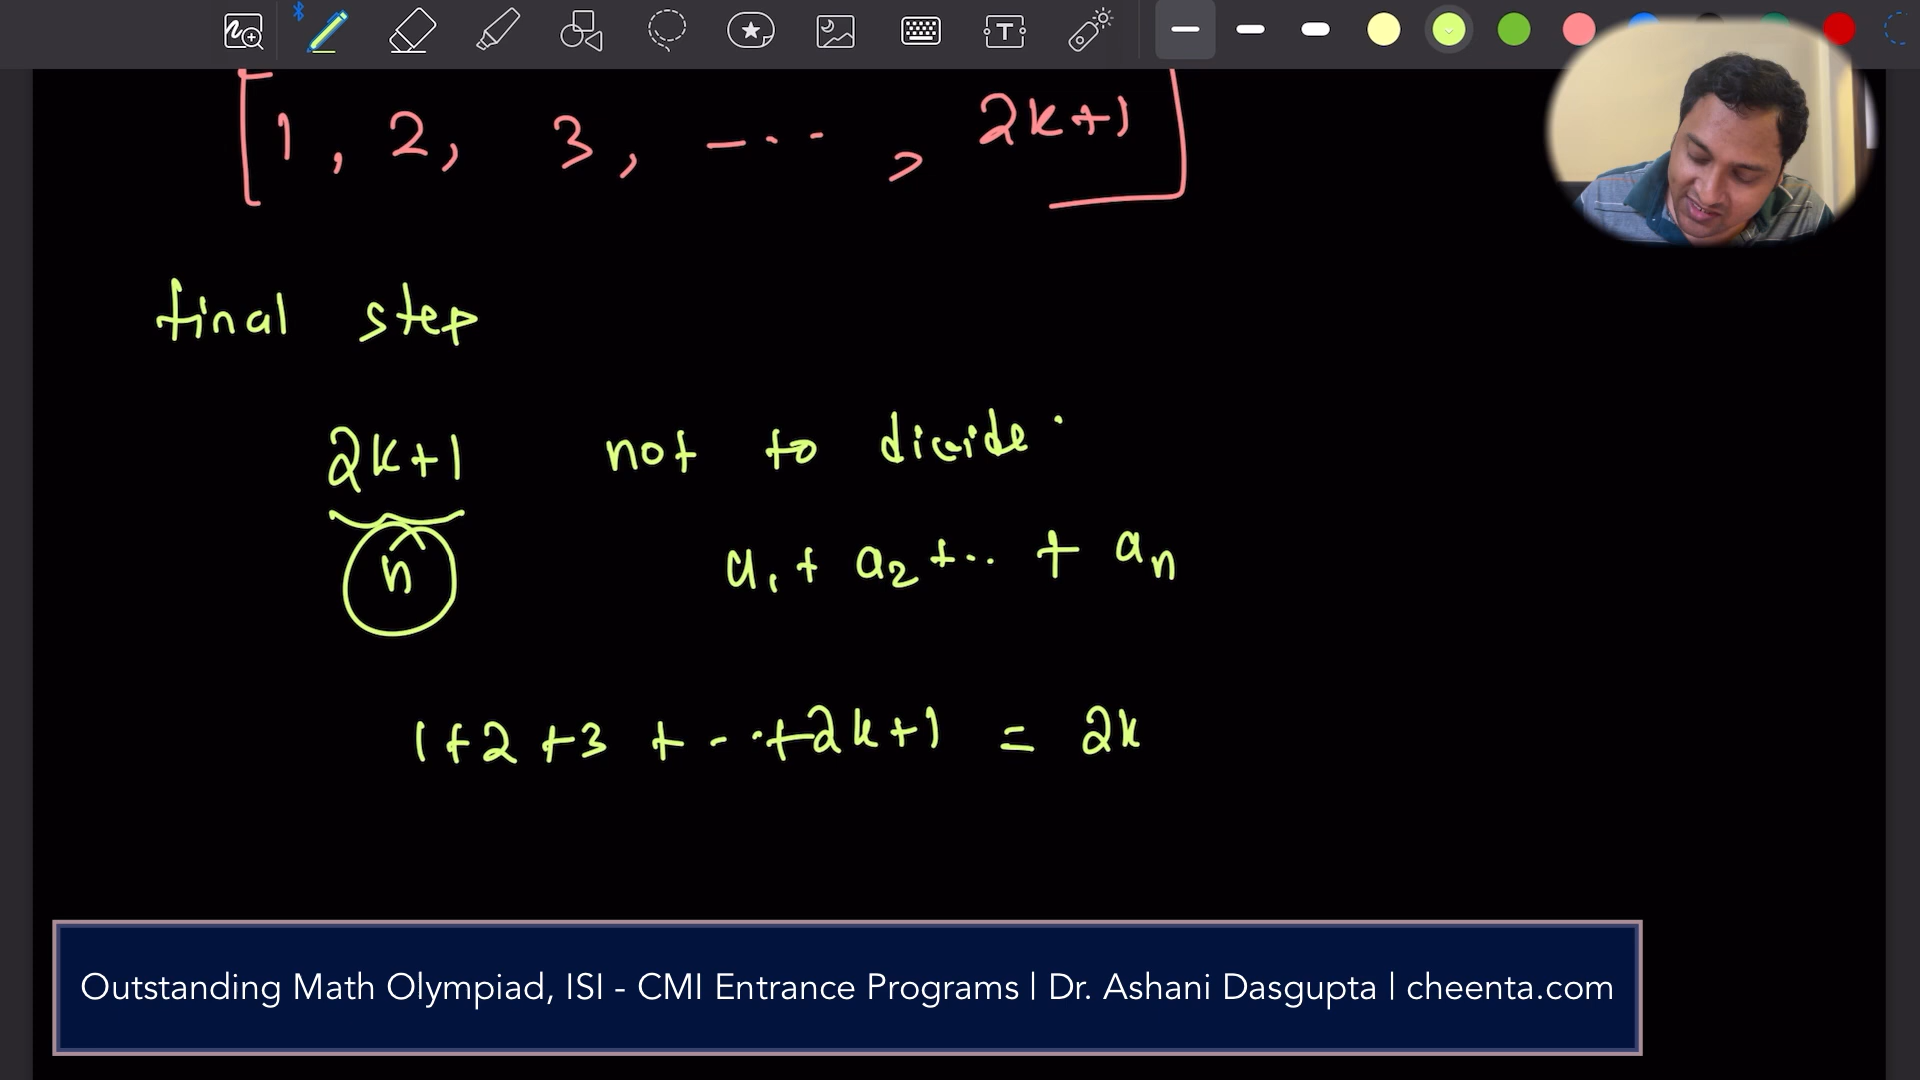 1, 2, 3, -··-, 2k+1
final step
2k+1 not to divide.
n
a₁ + a₂ + .. + aₙ
1+2+3+-··+2k+1 = 2k
Outstanding Math Olympiad, ISI - CMI Entrance Programs | Dr. Ashani Dasgupta | cheenta.com